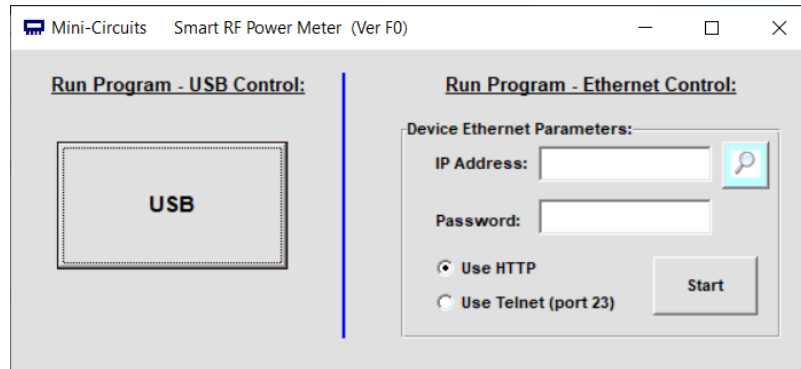 Mini-Circuits Smart RF Power Meter (Ver F0)
Run Program - USB Control:
USB
Run Program - Ethernet Control:
Device Ethernet Parameters:
IP Address:
Password:
Use HTTP
Use Telnet (port 23)
Start